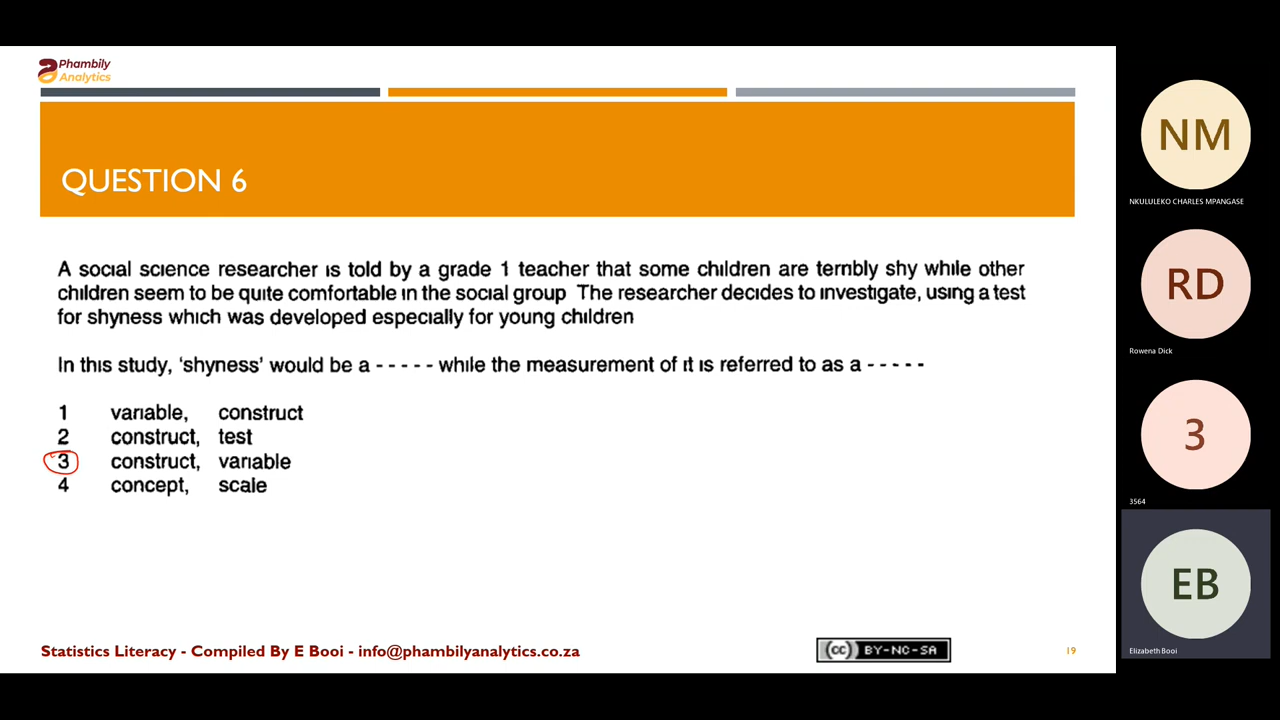 Phambily
Analytics
QUESTION 6
A social science researcher is told by a grade 1 teacher that some children are terribly shy while other
children seem to be quite comfortable in the social group The researcher decides to investigate, using a test
for shyness which was developed especially for young children
In this study, 'shyness' would be a - - - - - while the measurement of it is referred to as a - - - - -
1 variable, construct
2 construct, test
3 construct, variable
4 concept, scale
Statistics Literacy - Compiled By E Booi - info@phambilyanalytics.co.za
cc BY-NC-SA
19
NM
NKULULEKO CHARLES MPANGASE
RD
Rowena Dick
3
3564
EB
Elizabeth Booi